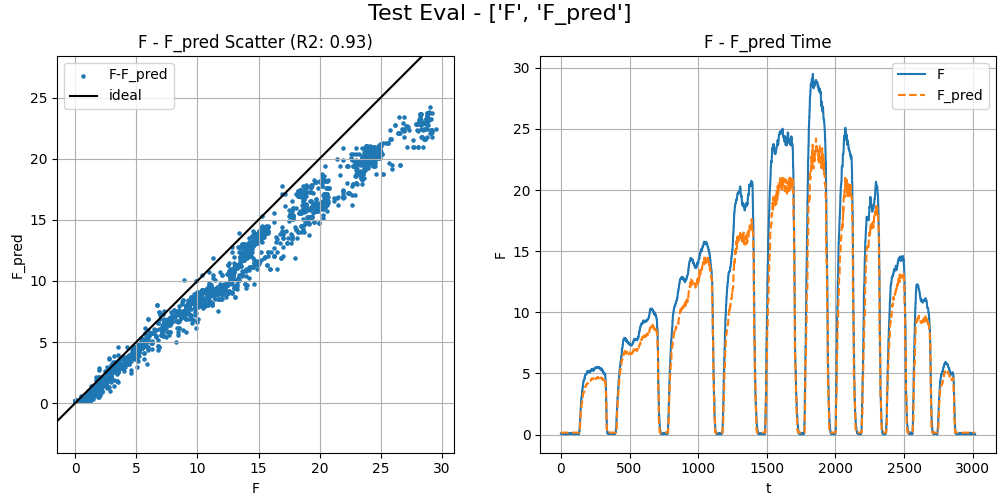 Test Eval - ['F', 'F_pred']
F - F_pred Scatter (R2: 0.93)
F-F_pred
ideal
25
20
15
10
5
0
F_pred
0 5 10 15 20 25 30
F
F - F_pred Time
F
F_pred
30
25
20
15
10
5
0
F
0 500 1000 1500 2000 2500 3000
t